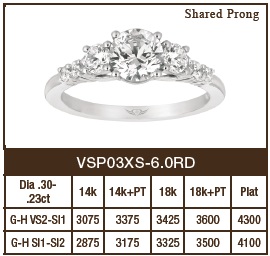 Shared Prong
VSP03XS-6.0RD
Dia .30-.23ct 14k 14k+PT 18k 18k+PT Plat
G-H VS2-SI1 3075 3375 3425 3600 4300
G-H SI1-SI2 2875 3175 3325 3500 4100